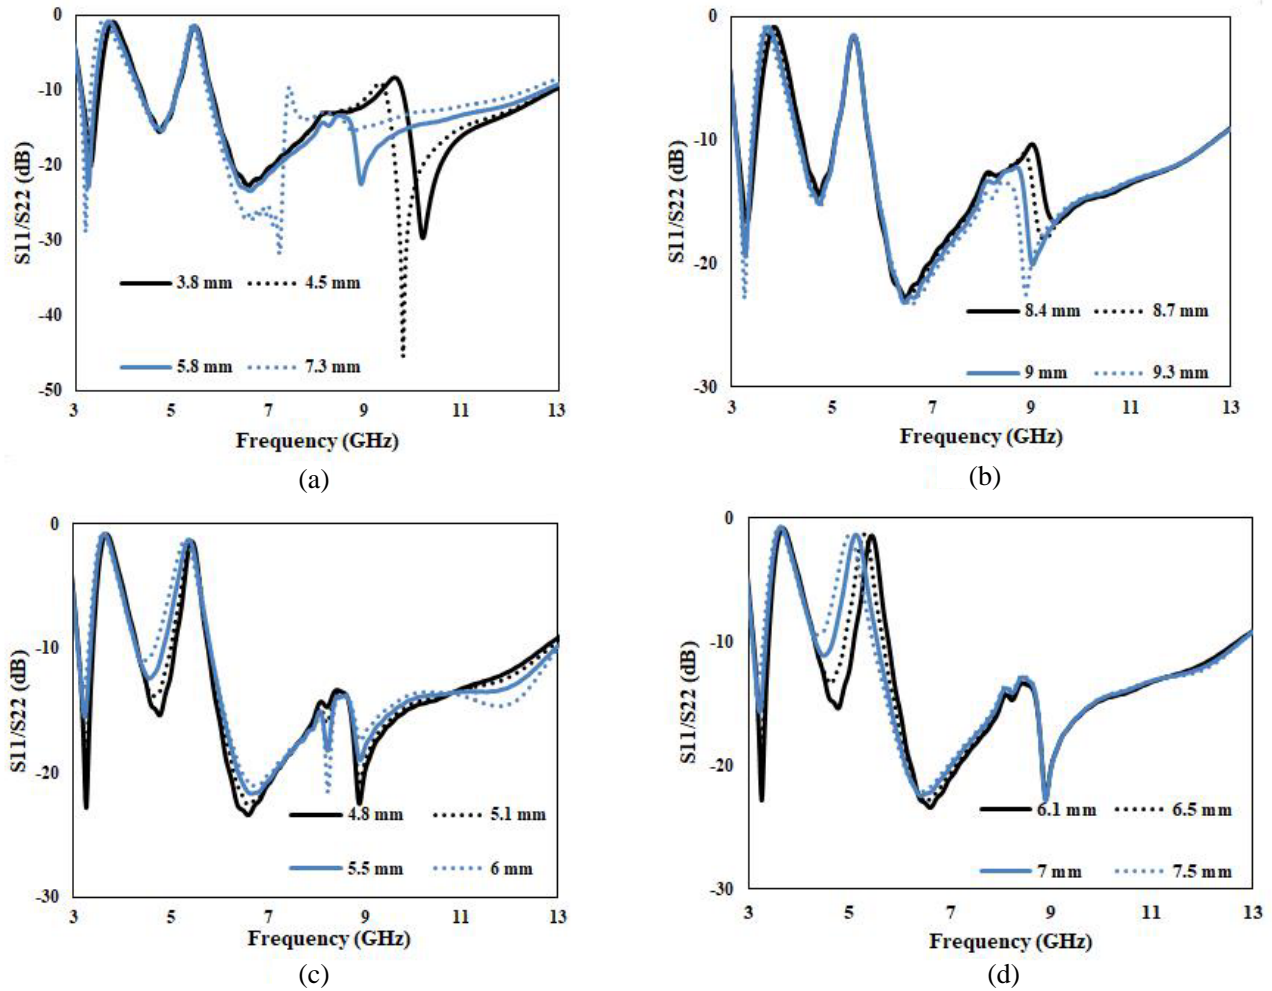 0
-10
-20
-30
-40
-50
S11/S22 (dB)
3.8 mm
4.5 mm
5.8 mm
7.3 mm
3 5 7 9 11 13
Frequency (GHz)
(a)
0
-10
-20
-30
S11/S22 (dB)
8.4 mm
8.7 mm
9 mm
9.3 mm
3 5 7 9 11 13
Frequency (GHz)
(b)
0
-10
-20
-30
S11/S22 (dB)
4.8 mm
5.1 mm
5.5 mm
6 mm
3 5 7 9 11 13
Frequency (GHz)
(c)
0
-10
-20
-30
S11/S22 (dB)
6.1 mm
6.5 mm
7 mm
7.5 mm
3 5 7 9 11 13
Frequency (GHz)
(d)